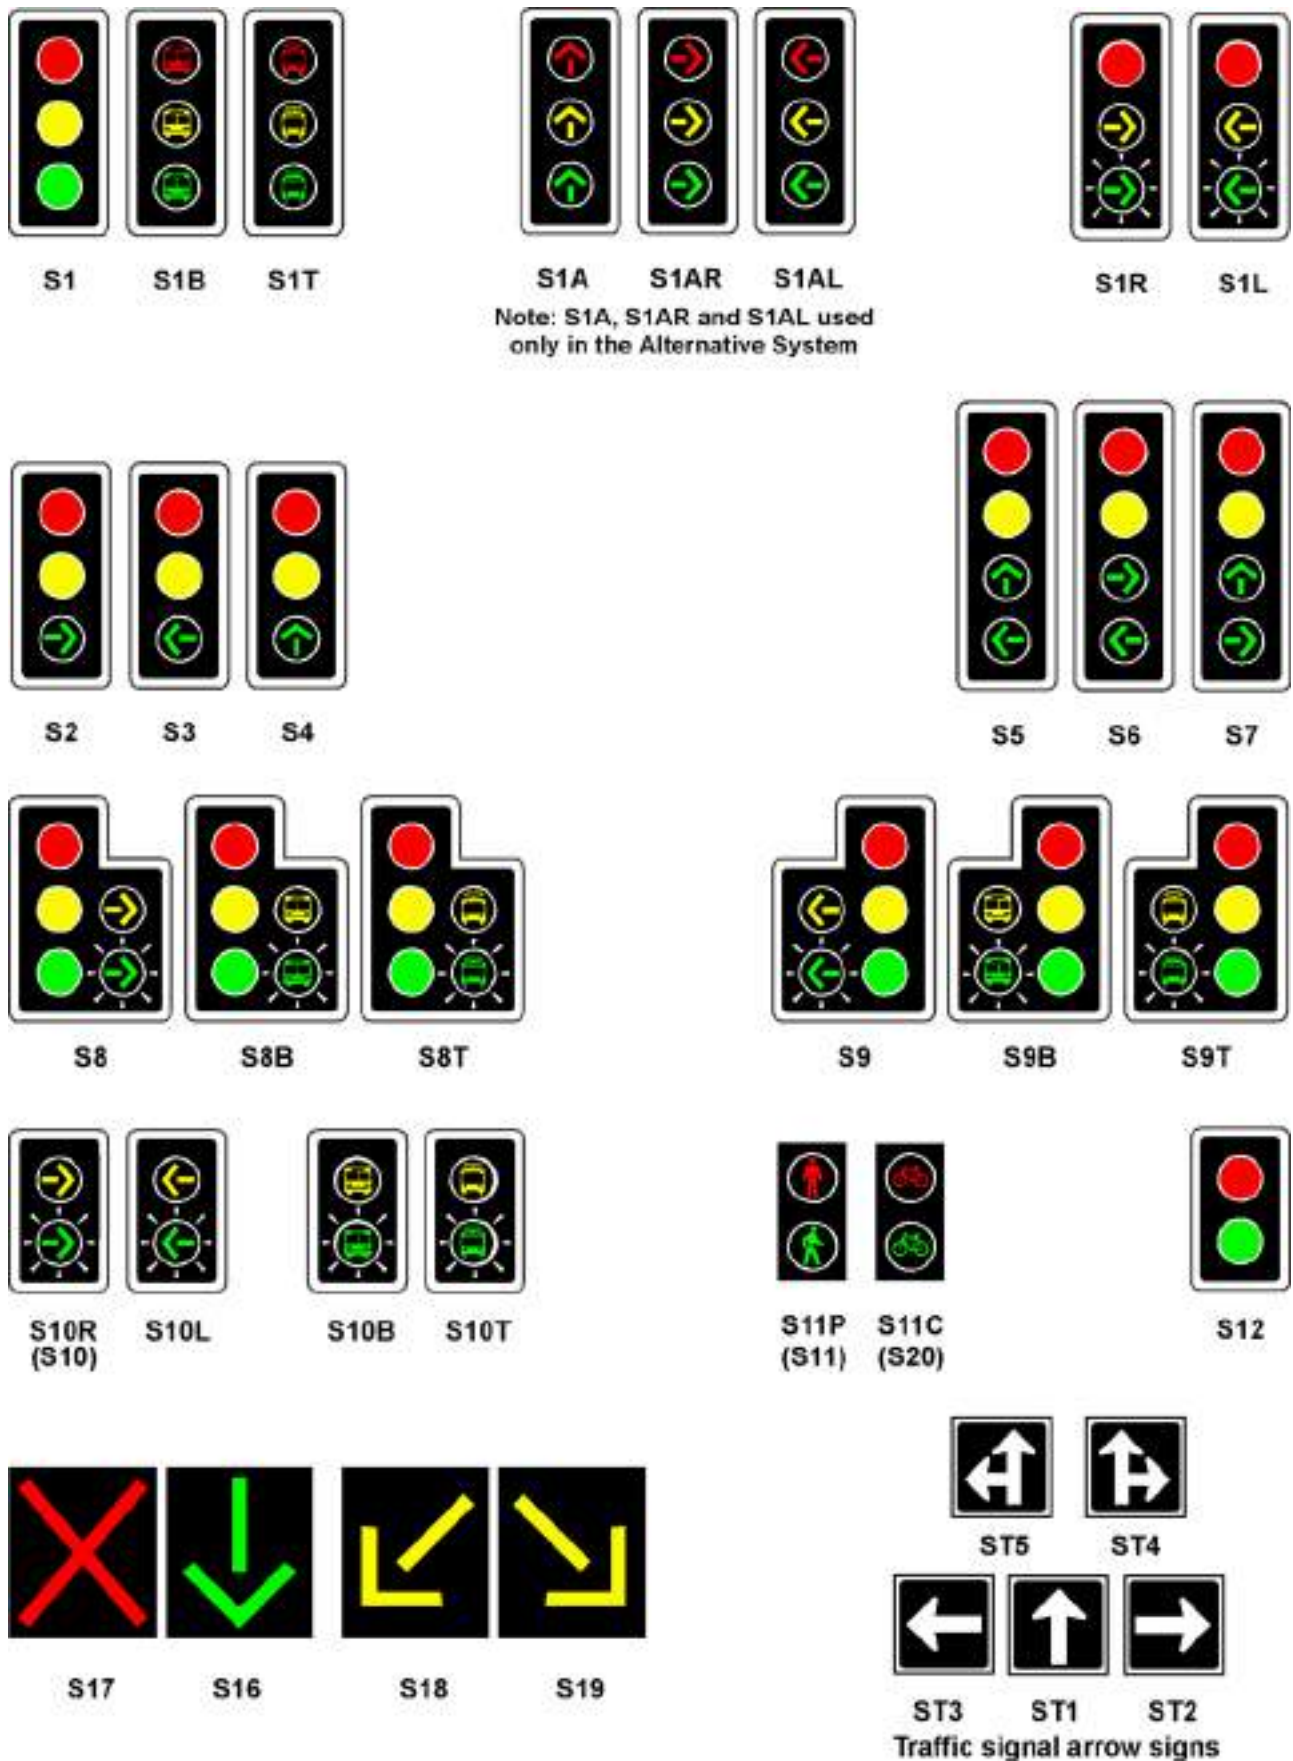 S1 S1B S1T S1A S1AR S1AL S1R S1L
Note: S1A, S1AR and S1AL used
only in the Alternative System
S2 S3 S4 S5 S6 S7
S8 S8B S8T S9 S9B S9T
S10R S10L S10B S10T S11P S11C S12
(S10) (S11) (S20)
ST5 ST4
S17 S16 S18 S19
ST3 ST1 ST2
Traffic signal arrow signs